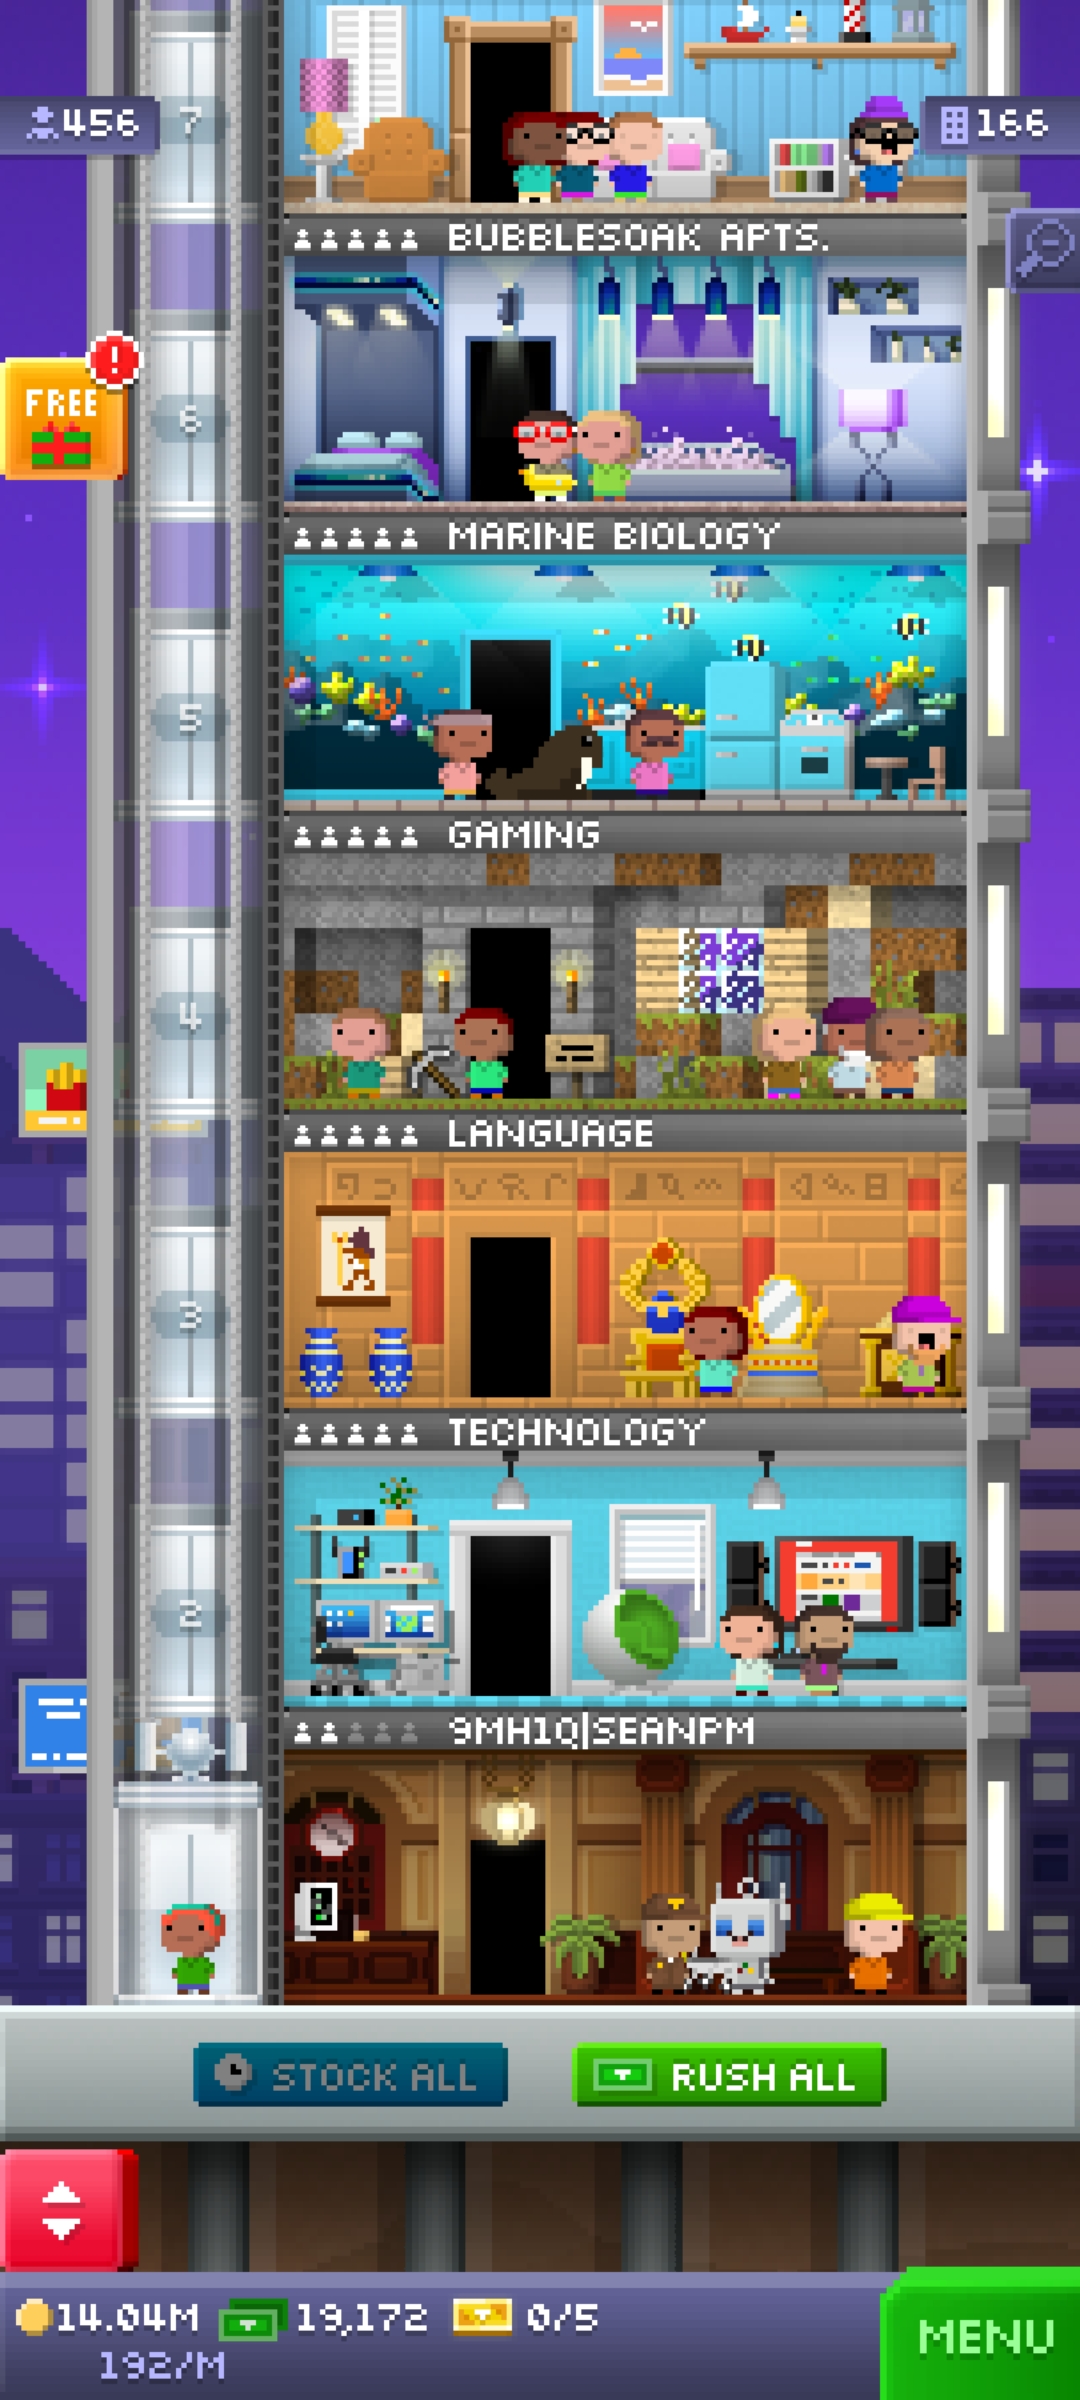 7
456
166
BUBBLESOAK APTS.
6
FREE
!
MARINE BIOLOGY
5
GAMING
4
LANGUAGE
3
TECHNOLOGY
2
9MH1Q|SEANPM
STOCK ALL
RUSH ALL
14.04M
19,172
0/5
192/M
MENU